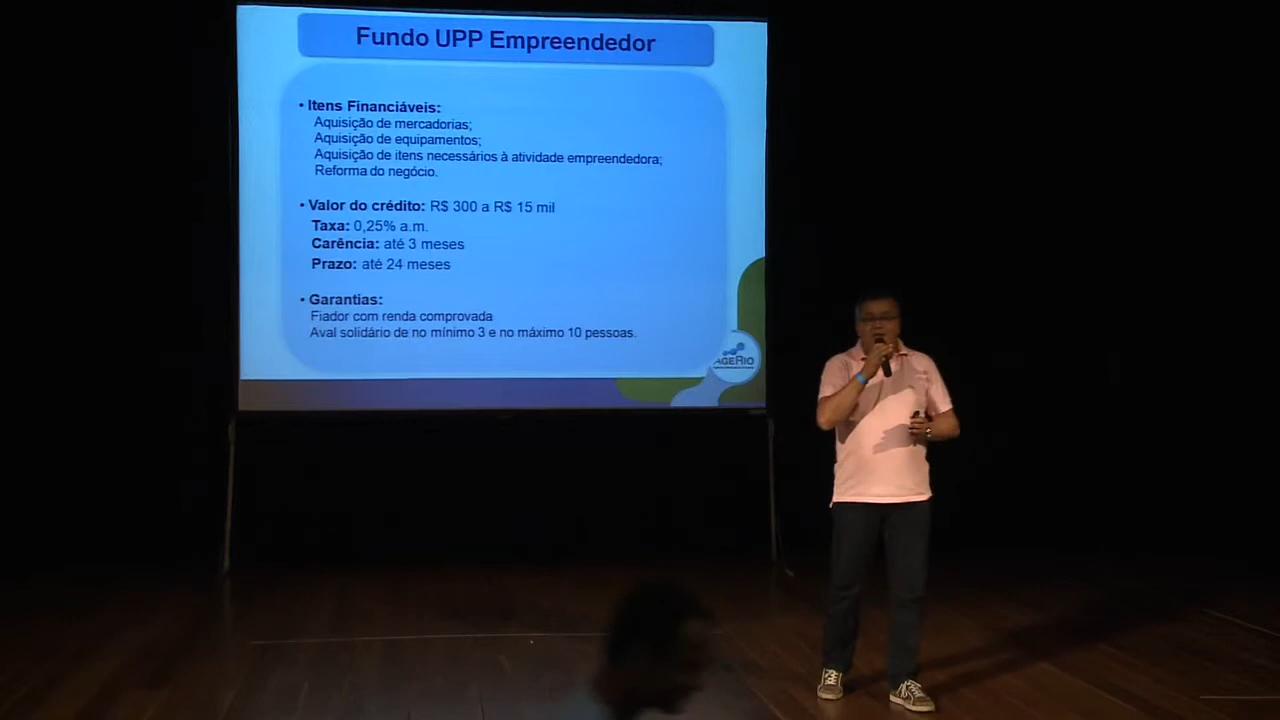 Fundo UPP Empreendedor
• Itens Financiáveis:
Aquisição de mercadorias;
Aquisição de equipamentos;
Aquisição de itens necessários à atividade empreendedora;
Reforma do negócio.
• Valor do crédito: R$ 300 a R$ 15 mil
Taxa: 0,25% a.m.
Carência: até 3 meses
Prazo: até 24 meses
• Garantias:
Fiador com renda comprovada
Aval solidário de no mínimo 3 e no máximo 10 pessoas.
AGERIO